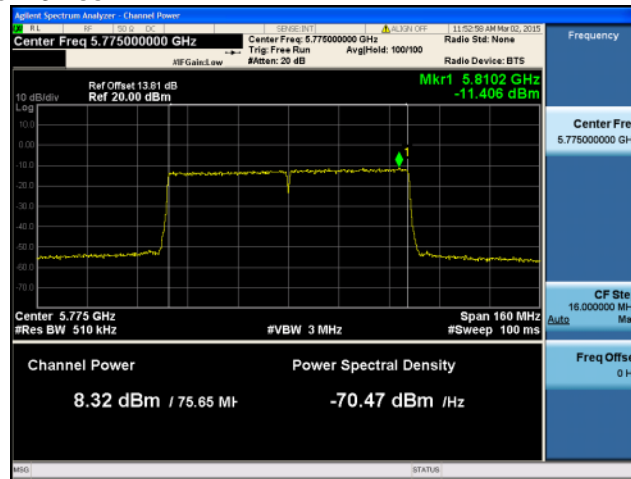 Agilent Spectrum Analyzer - Channel Power
RL RF 50 Ω DC SENSE:INT ALIGN OFF 11:52:58 AM Mar 02, 2015
Center Freq 5.775000000 GHz
Center Freq: 5.775000000 GHz
Radio Std: None
Trig: Free Run Avg|Hold: 100/100
#IFGain:Low #Atten: 20 dB Radio Device: BTS
Frequency
Mkr1 5.8102 GHz
-11.406 dBm
Ref Offset 13.81 dB
10 dB/div Ref 20.00 dBm
Log
10.0
0.00
-10.0
-20.0
-30.0
-40.0
-50.0
-60.0
-70.0
1
Center 5.775 GHz Span 160 MHz
#Res BW 510 kHz #VBW 3 MHz #Sweep 100 ms
Channel Power Power Spectral Density
8.32 dBm / 75.65 MH -70.47 dBm /Hz
Center Fre
5.775000000 GH
CF Ste
16.000000 MH
Auto Ma
Freq Offse
0 H
MSG STATUS